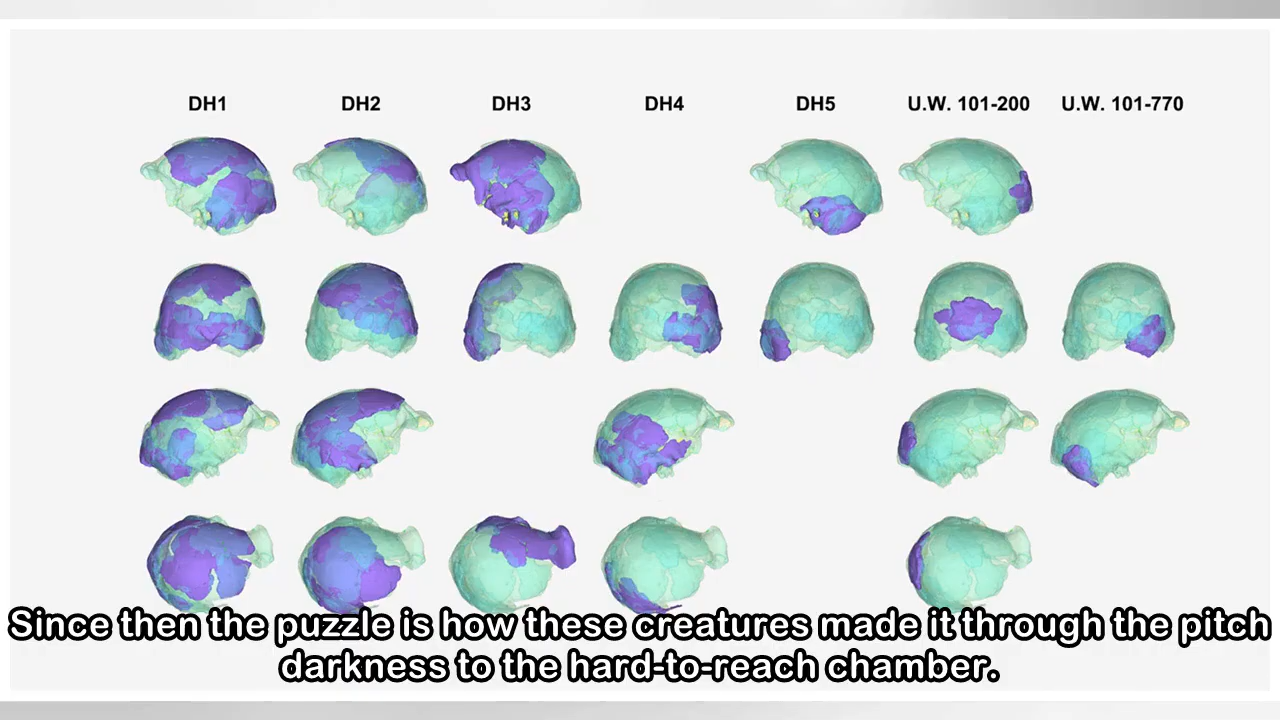 DH1 DH2 DH3 DH4 DH5 U.W. 101-200 U.W. 101-770
Since then the puzzle is how these creatures made it through the pitch
darkness to the hard-to-reach chamber.